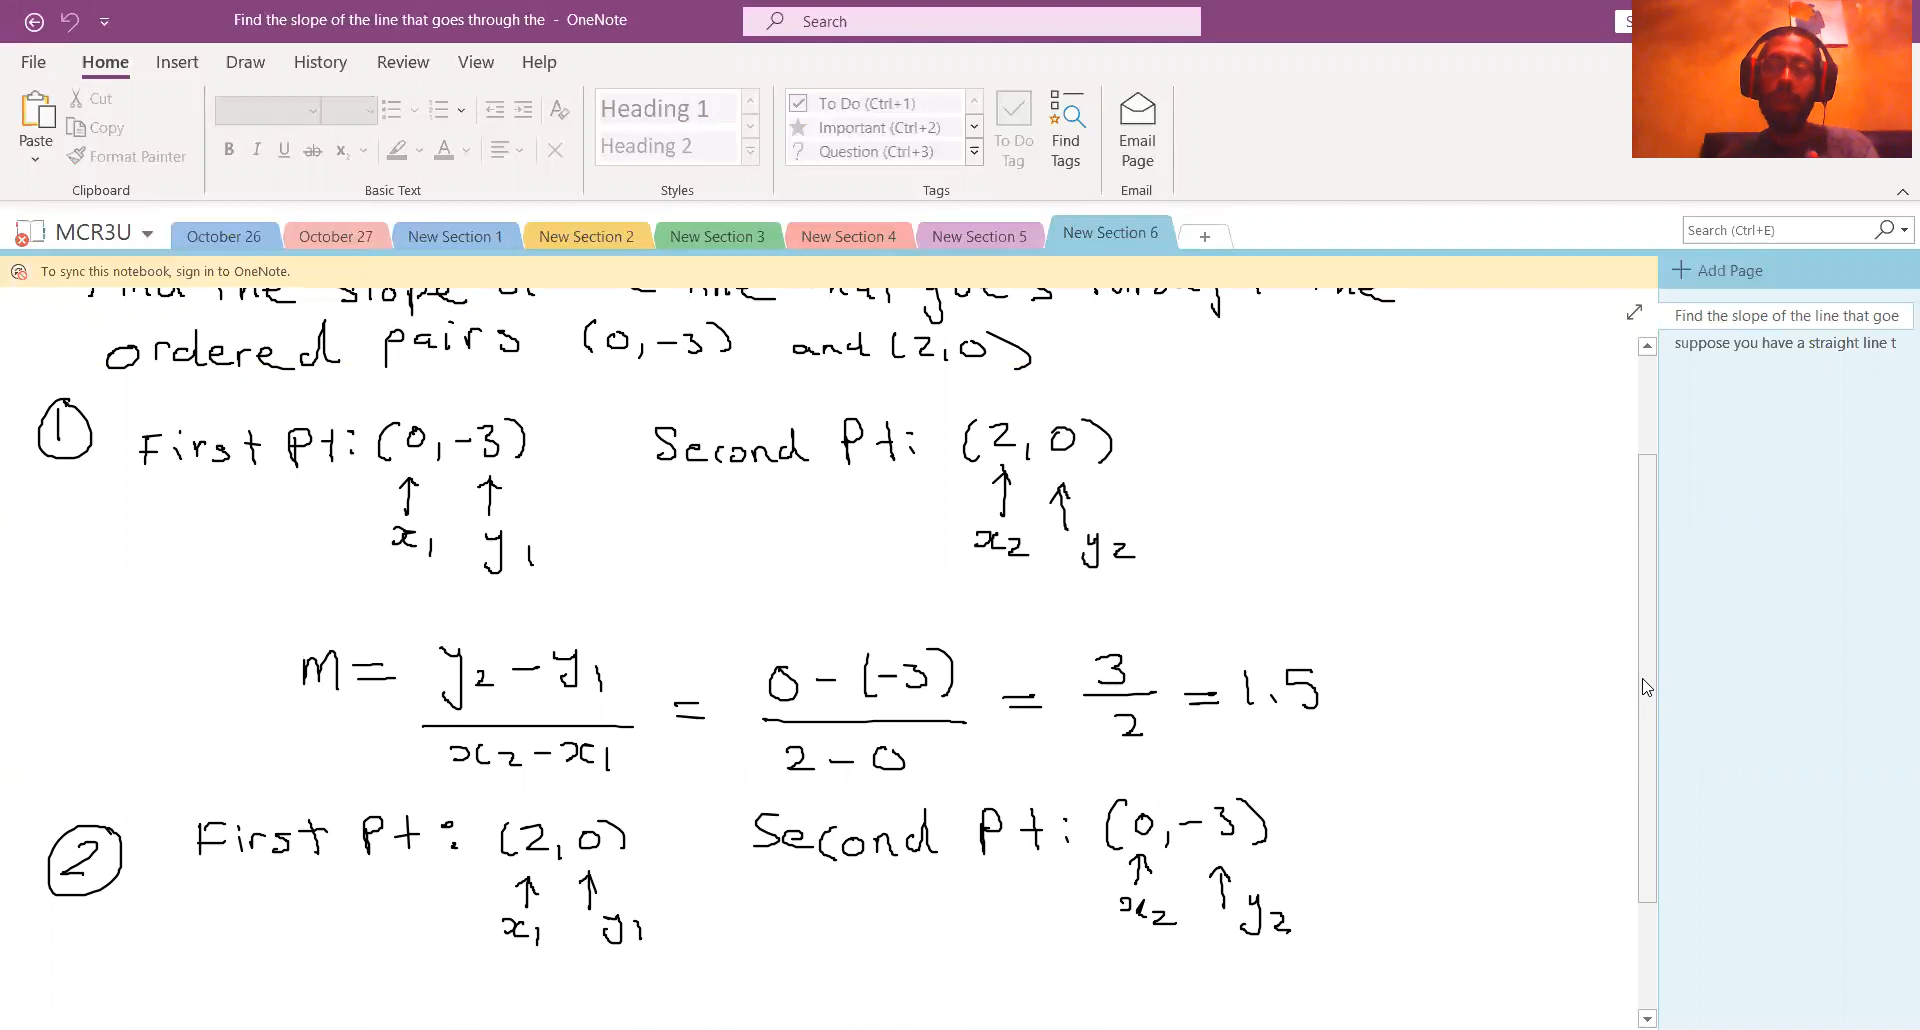 Find the slope of the line that goes through the - OneNote
Search
File Home Insert Draw History Review View Help
Paste
Cut
Copy
Format Painter
Clipboard
B I U ab x₂ A
Basic Text
Heading 1
Heading 2
Styles
To Do (Ctrl+1)
Important (Ctrl+2)
? Question (Ctrl+3)
Tags
To Do Tag
Find Tags
Email Page
Email
MCR3U
October 26 October 27 New Section 1 New Section 2 New Section 3 New Section 4 New Section 5 New Section 6 +
Search (Ctrl+E)
To sync this notebook, sign in to OneNote.
Add Page
Find the slope of the line that goe
suppose you have a straight line t
ordered pairs (0,-3) and (2,0)
① First Pt: (0,-3) Second Pt: (2,0)
x₁ y₁ x₂ y₂
m = y₂ - y₁ / x₂ - x₁ = 0 - (-3) / 2 - 0 = 3 / 2 = 1.5
② First Pt: (2,0) Second Pt: (0,-3)
x₁ y₁ x₂ y₂